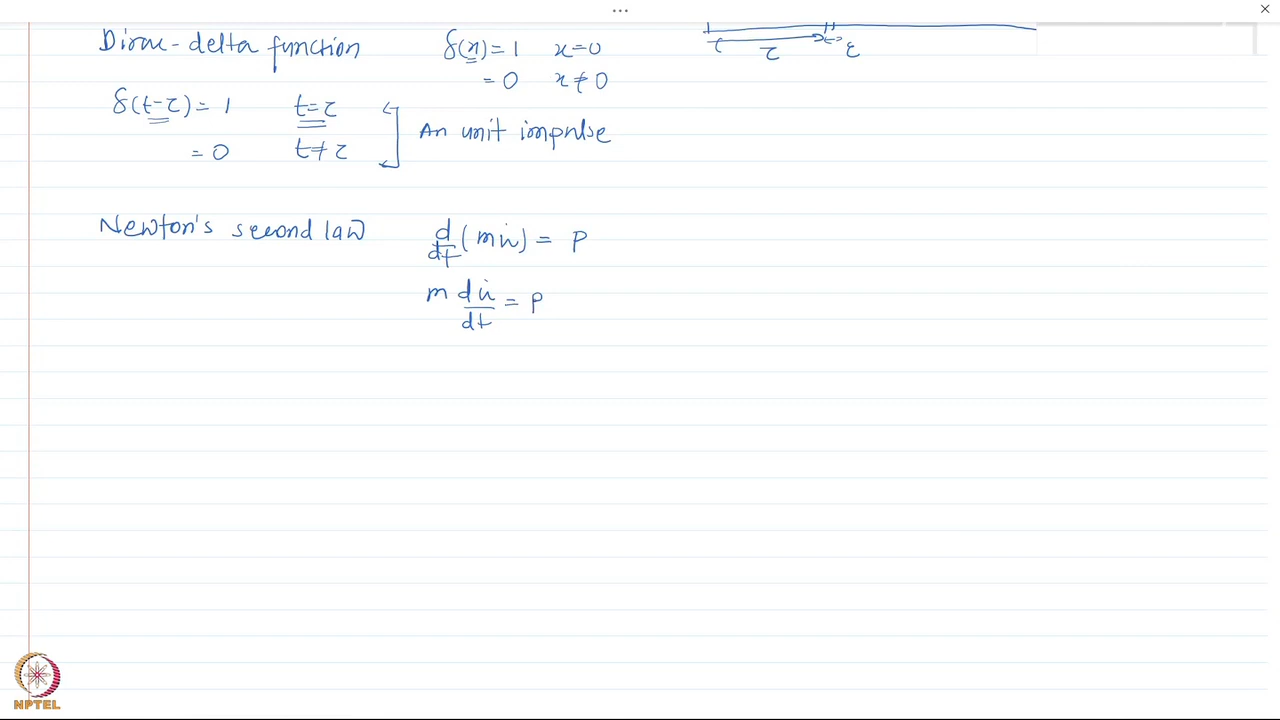 Dirac-delta function δ(x) = 1 x=0
= 0 x≠0
τ ε
δ(t-τ) = 1 t=τ
= 0 t≠τ
An unit impulse
Newton's second law d/dt (mu̇) = P
m du̇/dt = P
NPTEL